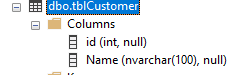 dbo.tblCustomer
Columns
id (int, null)
Name (nvarchar(100), null)